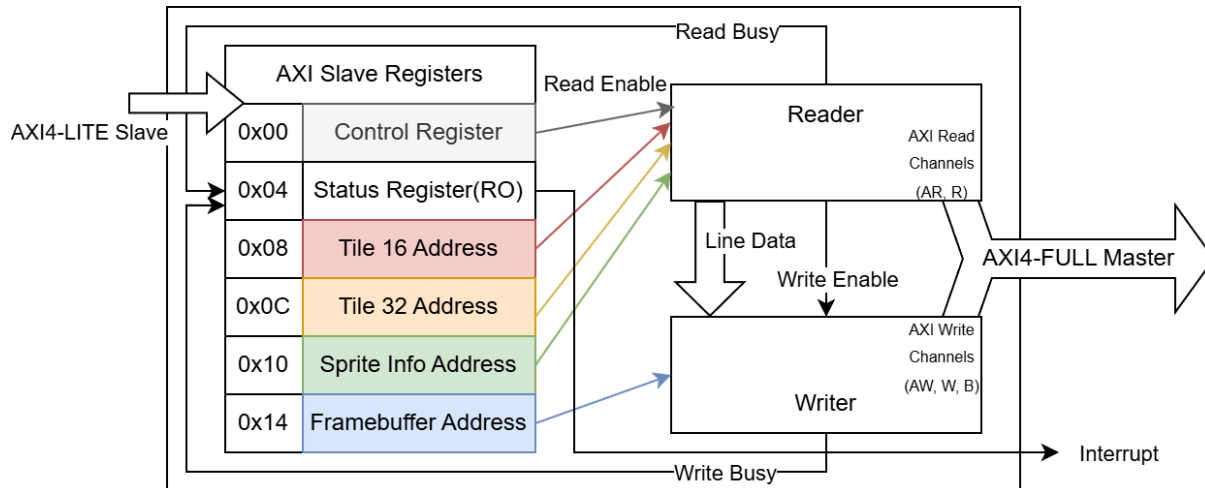 Read Busy
AXI Slave Registers
Read Enable
AXI4-LITE Slave
0x00 Control Register
Reader
AXI Read
Channels
(AR, R)
0x04 Status Register(RO)
0x08 Tile 16 Address
Line Data
AXI4-FULL Master
0x0C Tile 32 Address
Write Enable
0x10 Sprite Info Address
AXI Write
Channels
(AW, W, B)
Writer
0x14 Framebuffer Address
Interrupt
Write Busy